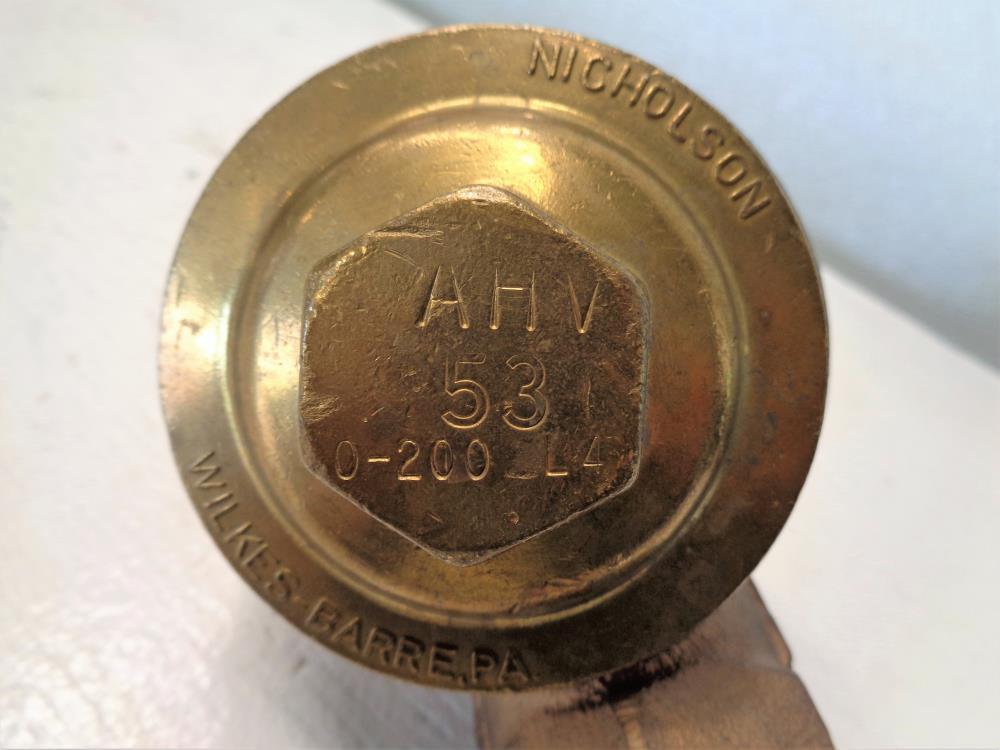 NICHOLSON
AHV
53
0-200 L4
WILKES-BARRE, PA